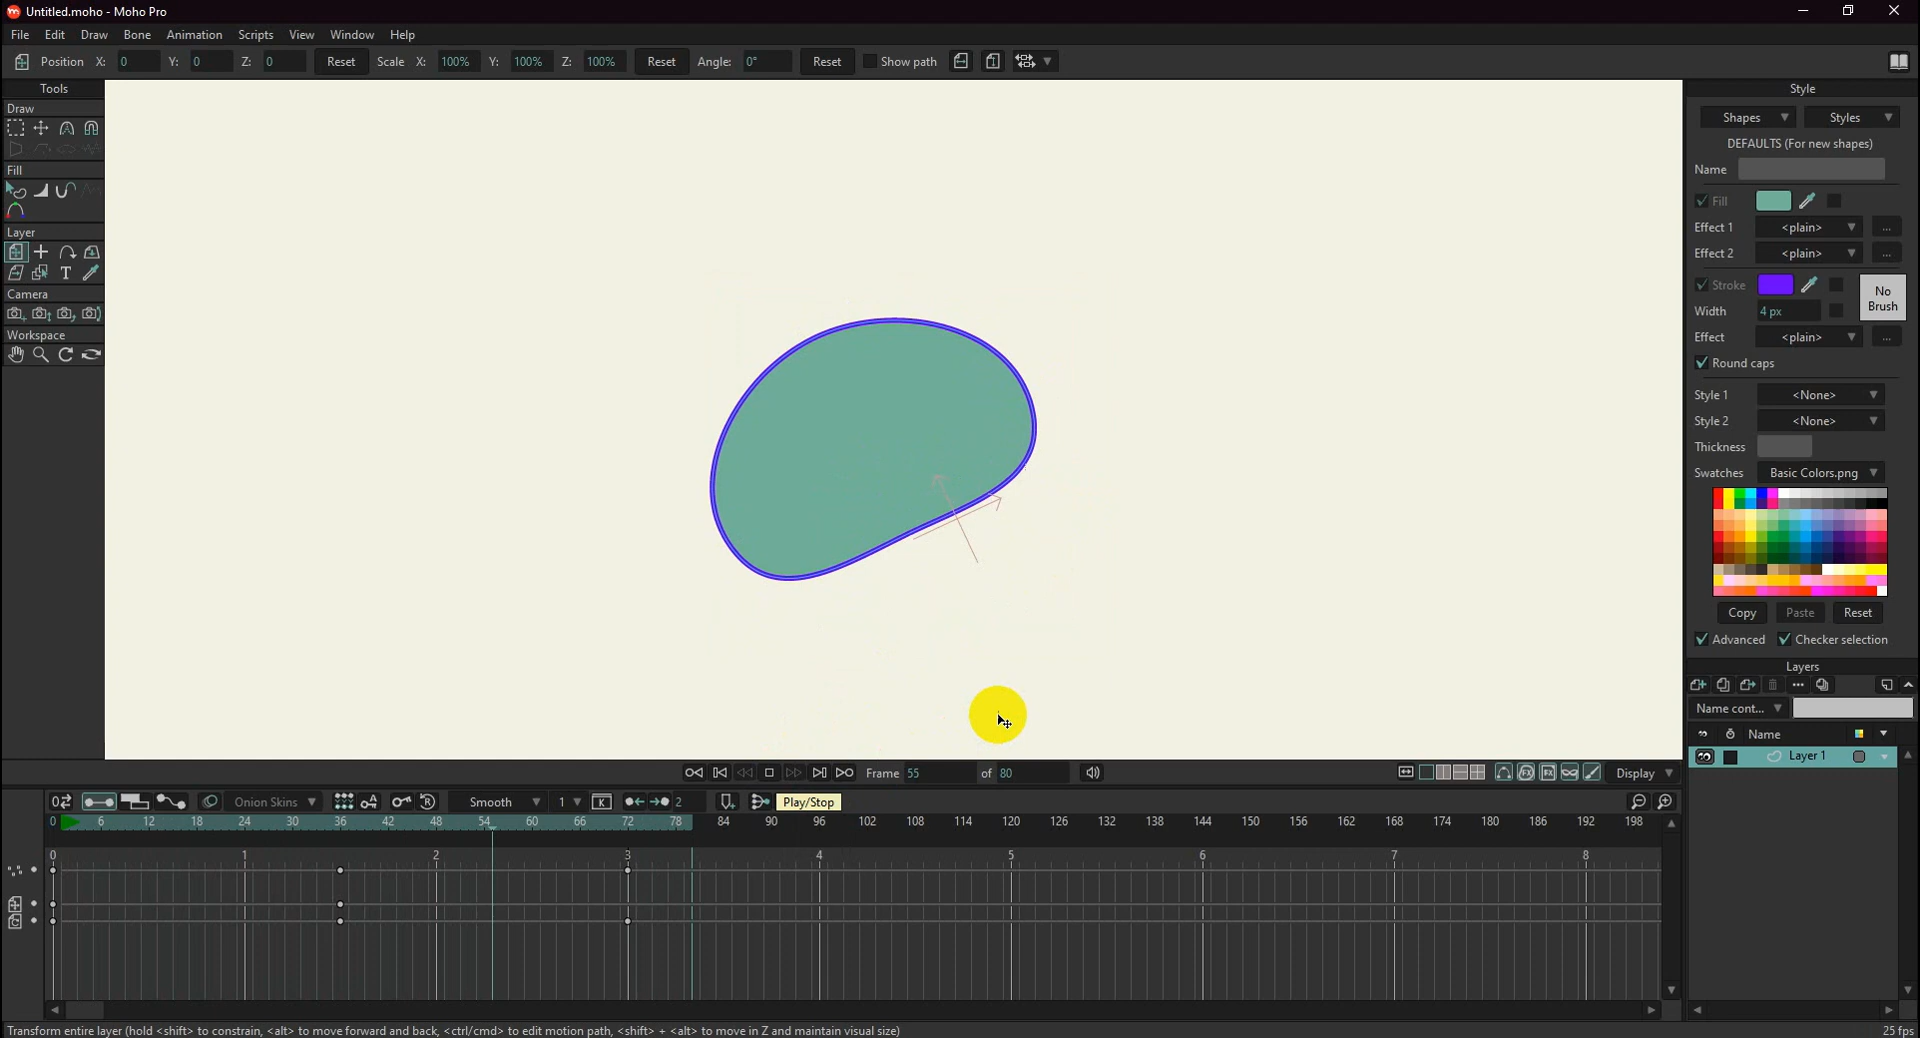 Untitled.moho - Moho Pro
File Edit Draw Bone Animation Scripts View Window Help
Position X: 0 Y: 0 Z: 0 Reset Scale X: 100% Y: 100% Z: 100% Reset Angle: 0° Reset Show path
Tools
Draw
Fill
Layer
T
Camera
Workspace
Style
Shapes Styles
DEFAULTS (For new shapes)
Name
Fill
Effect 1 <plain> ...
Effect 2 <plain> ...
Stroke
No Brush
Width 4 px
Effect <plain> ...
Round caps
Style 1 <None>
Style 2 <None>
Thickness
Swatches Basic Colors.png
Copy Paste Reset
Advanced Checker selection
Layers
Name cont...
Name
Layer 1
Frame 55 of 80
Display
Onion Skins Smooth 1 K 2 Play/Stop
0 6 12 18 24 30 36 42 48 54 60 66 72 78 84 90 96 102 108 114 120 126 132 138 144 150 156 162 168 174 180 186 192 198
0 1 2 3 4 5 6 7 8
Transform entire layer (hold <shift> to constrain, <alt> to move forward and back, <ctrl/cmd> to edit motion path, <shift> + <alt> to move in Z and maintain visual size)
25 fps